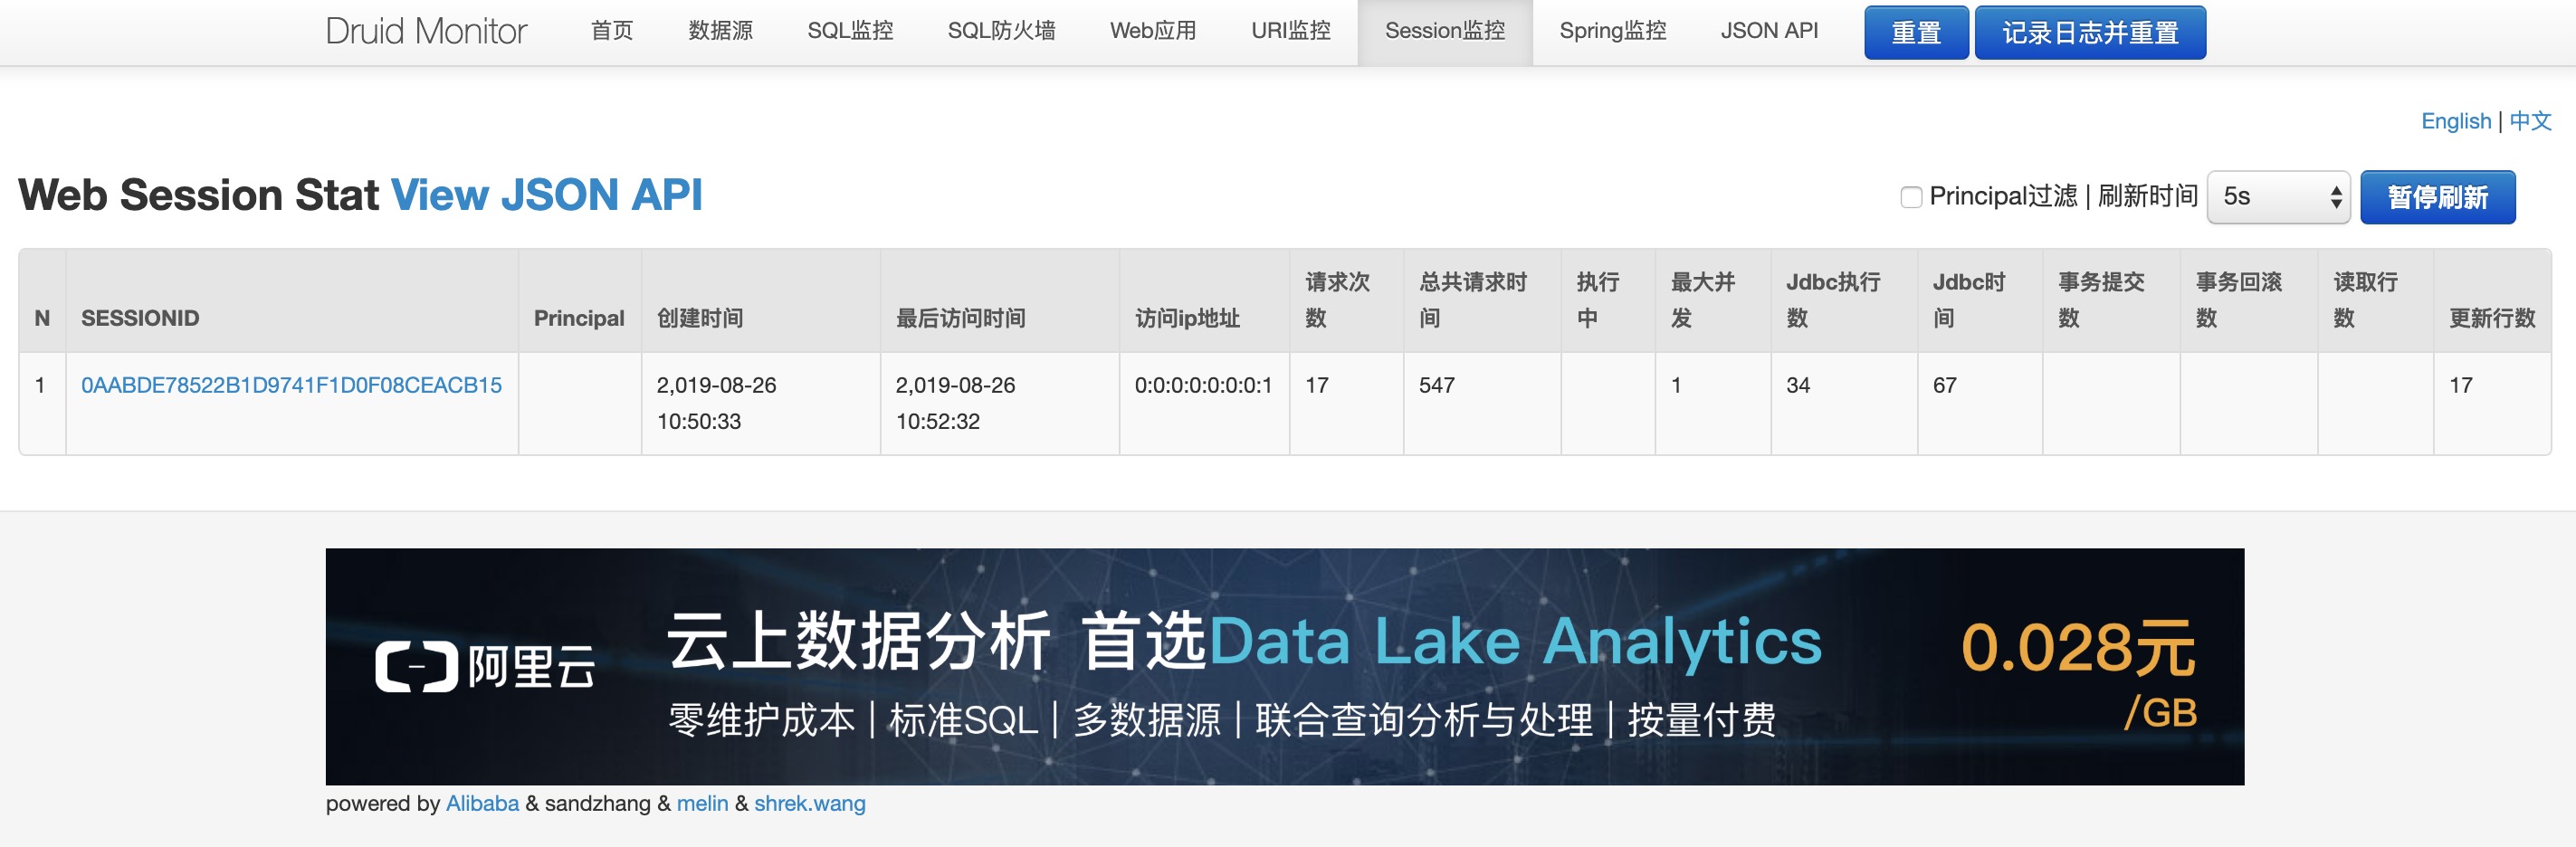 Druid Monitor 首页 数据源 SQL监控 SQL防火墙 Web应用 URI监控 Session监控 Spring监控 JSON API 重置 记录日志并重置
English | 中文
Web Session Stat View JSON API Principal过滤 | 刷新时间 5s 暂停刷新
N SESSIONID Principal 创建时间 最后访问时间 访问ip地址 请求次数 总共请求时间 执行中 最大并发 Jdbc执行数 Jdbc时间 事务提交数 事务回滚数 读取行数 更新行数
1 0AABDE78522B1D9741F1D0F08CEACB15 2,019-08-26 10:50:33 2,019-08-26 10:52:32 0:0:0:0:0:0:0:1 17 547 1 34 67 17
阿里云
云上数据分析 首选Data Lake Analytics
零维护成本 | 标准SQL | 多数据源 | 联合查询分析与处理 | 按量付费
0.028元
/GB
powered by Alibaba & sandzhang & melin & shrek.wang